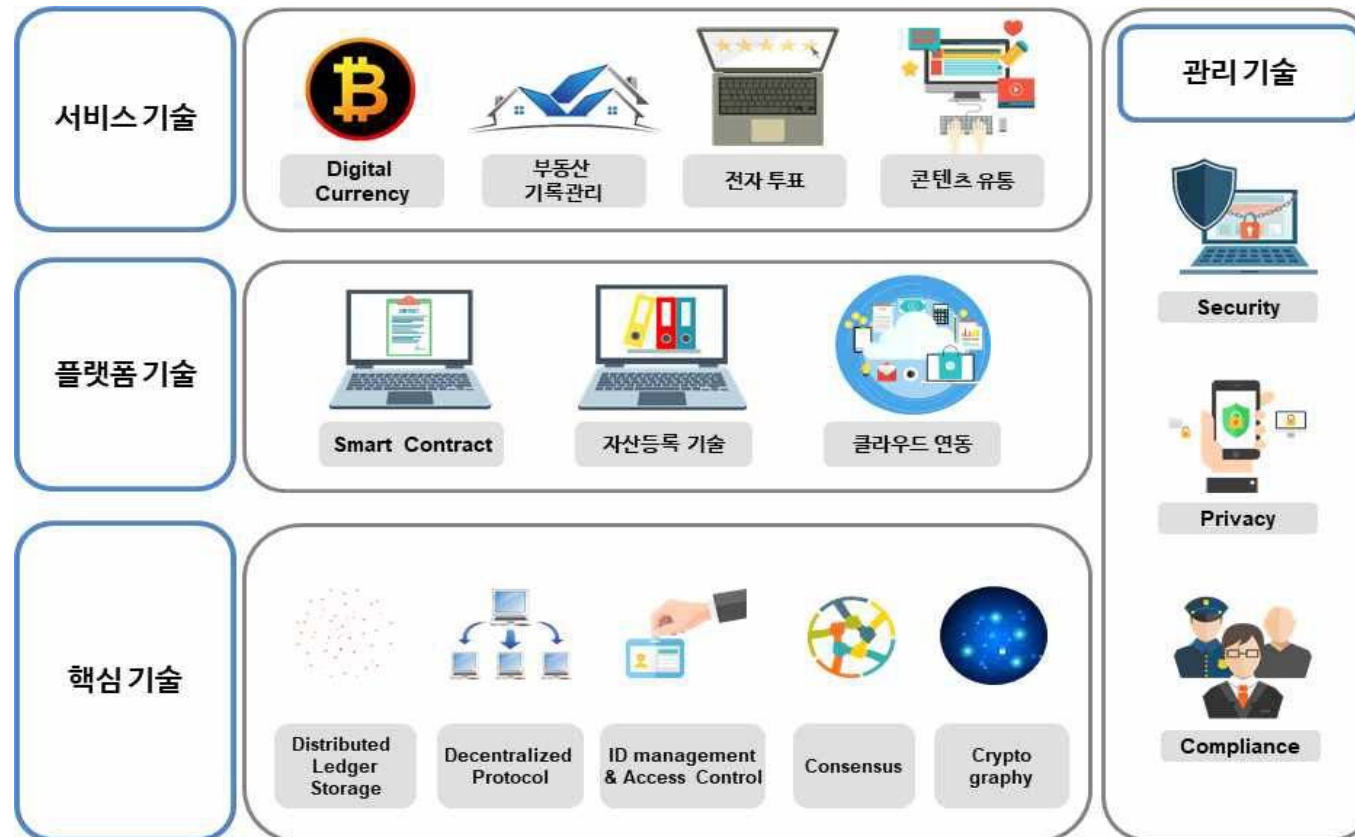 서비스 기술
Digital
Currency
부동산
기록관리
전자 투표
콘텐츠 유통
플랫폼 기술
Smart Contract
자산등록 기술
클라우드 연동
핵심 기술
Distributed
Ledger
Storage
Decentralized
Protocol
ID management
& Access Control
Consensus
Crypto
graphy
관리 기술
Security
Privacy
Compliance